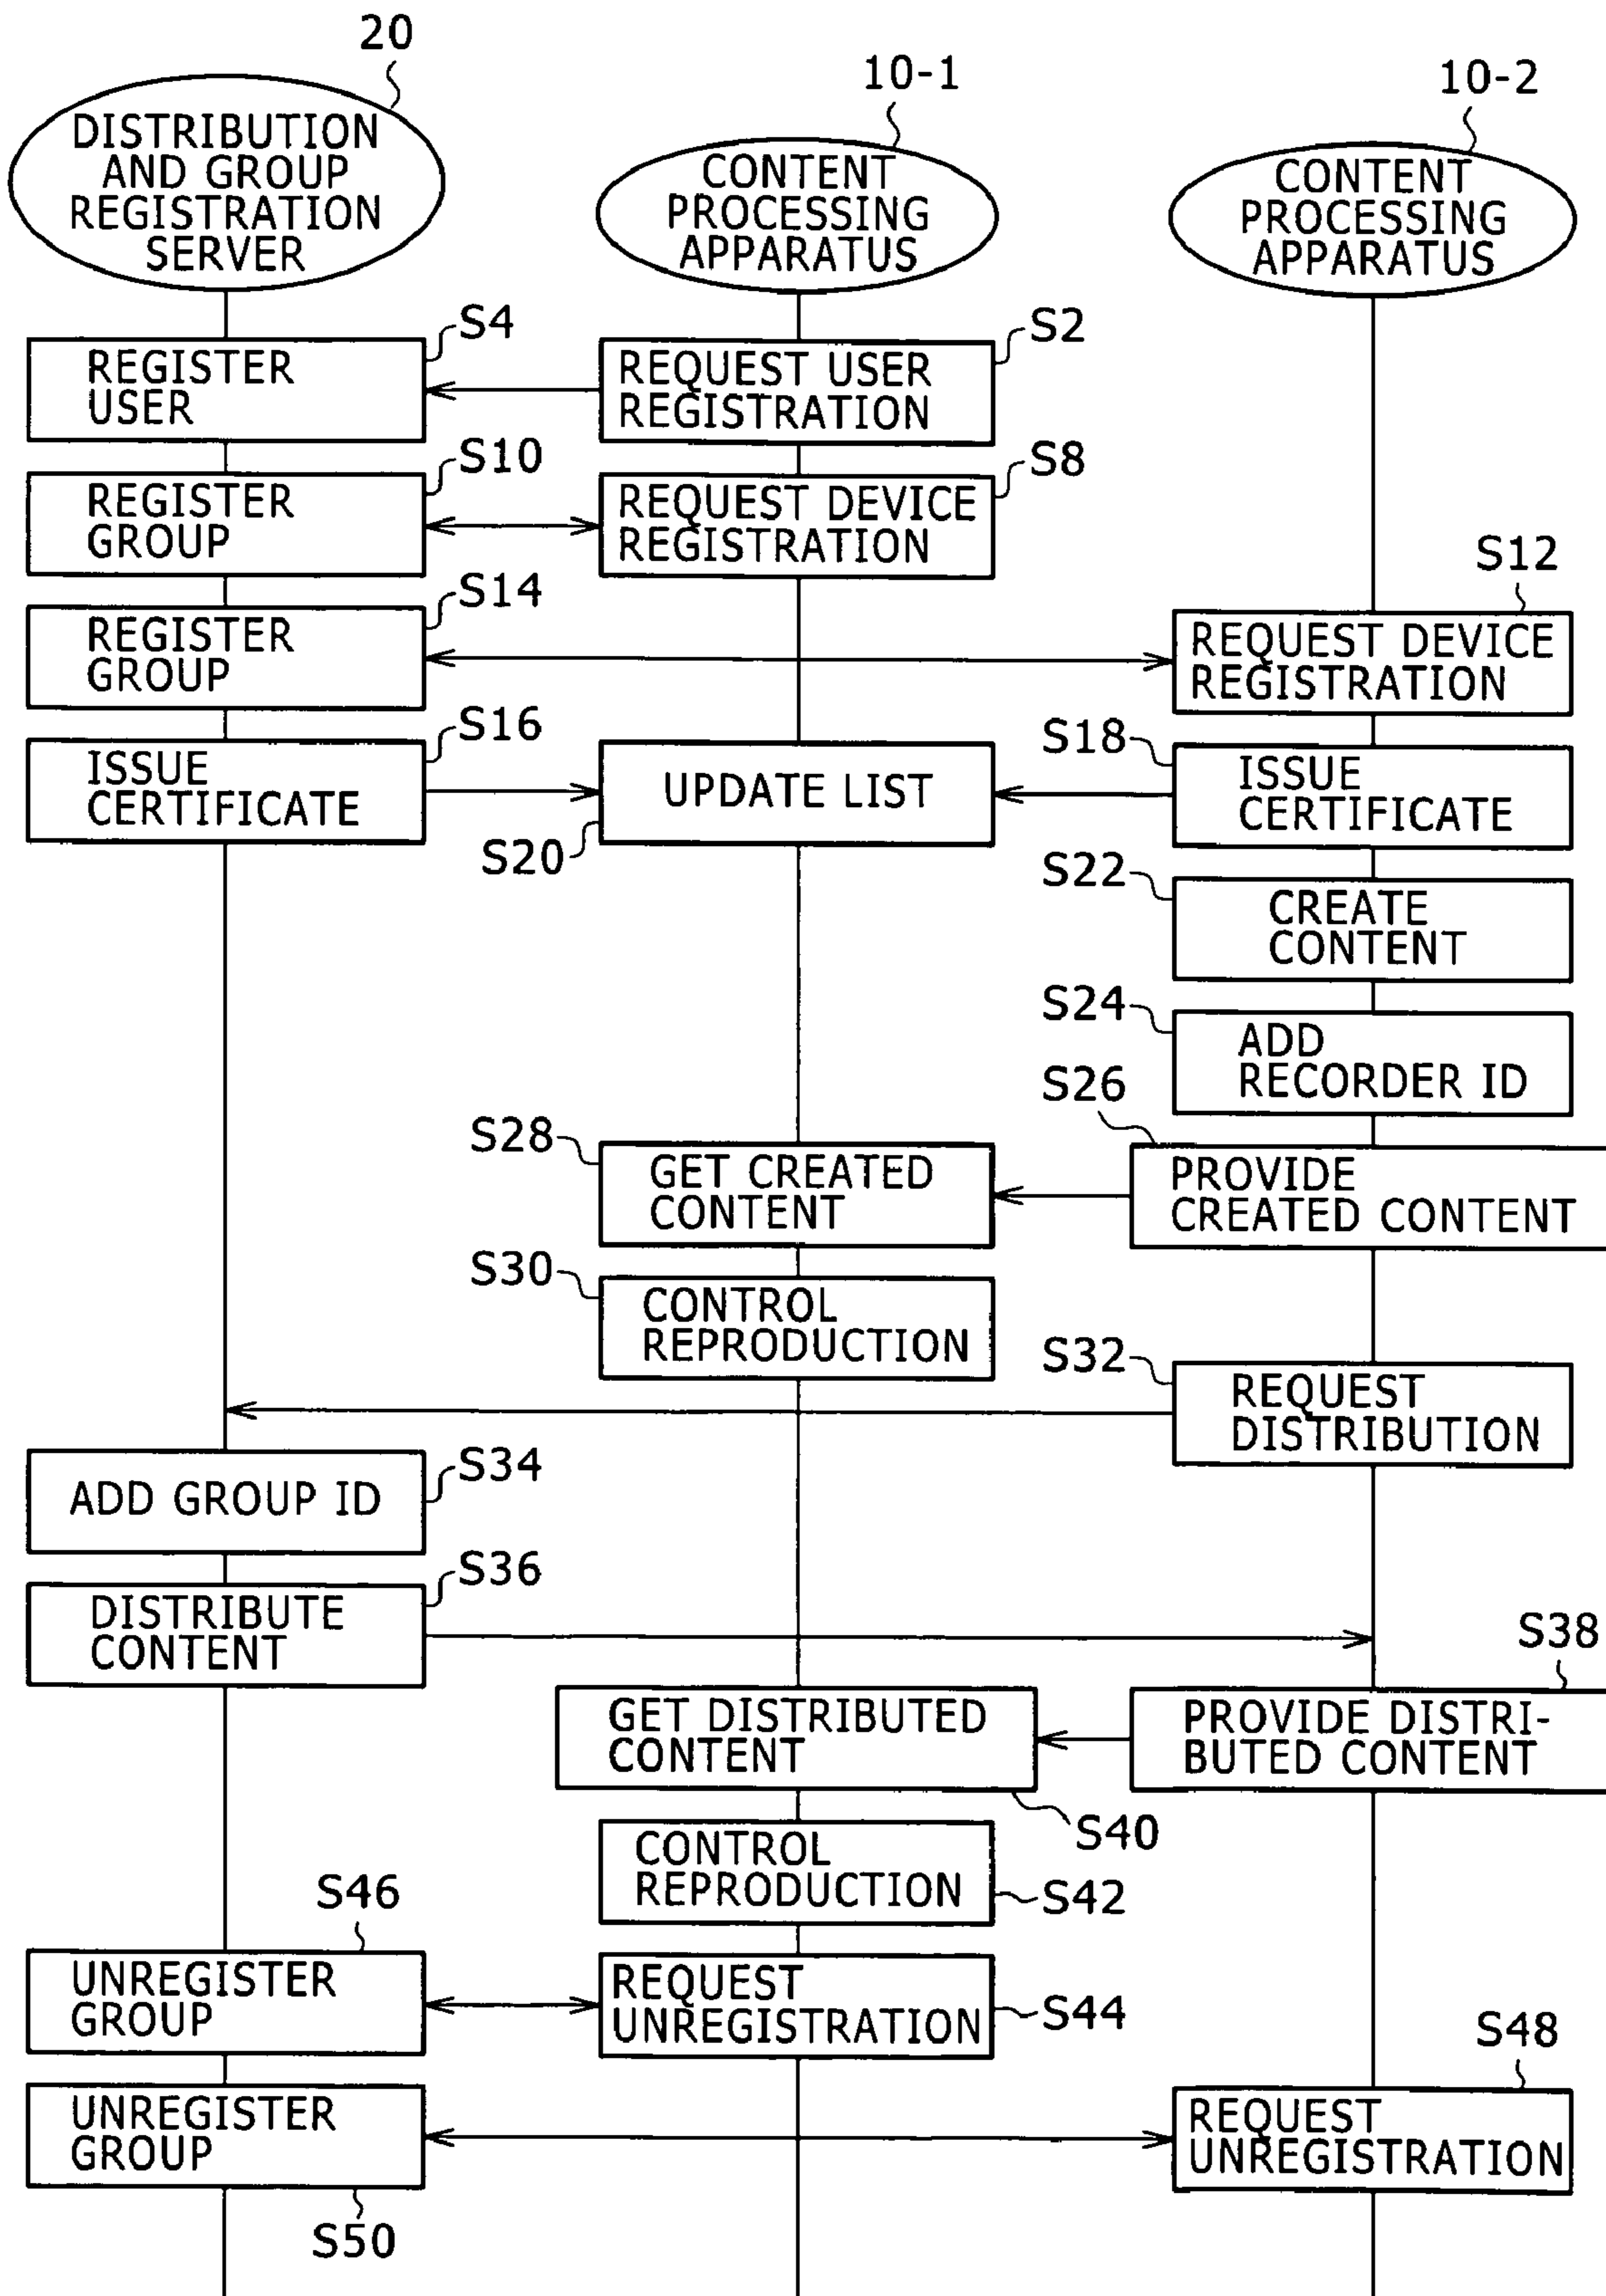 20
DISTRIBUTION
AND GROUP
REGISTRATION
SERVER
10-1
CONTENT
PROCESSING
APPARATUS
10-2
CONTENT
PROCESSING
APPARATUS
S4
REGISTER
USER
S2
REQUEST USER
REGISTRATION
S10
REGISTER
GROUP
S8
REQUEST DEVICE
REGISTRATION
S14
REGISTER
GROUP
S12
REQUEST DEVICE
REGISTRATION
S16
ISSUE
CERTIFICATE
UPDATE LIST
S20
S18
ISSUE
CERTIFICATE
S22
CREATE
CONTENT
S24
ADD
RECORDER ID
S26
PROVIDE
CREATED CONTENT
S28
GET CREATED
CONTENT
S30
CONTROL
REPRODUCTION
S32
REQUEST
DISTRIBUTION
S34
ADD GROUP ID
S36
DISTRIBUTE
CONTENT
S38
PROVIDE DISTRI-
BUTED CONTENT
GET DISTRIBUTED
CONTENT
S40
CONTROL
REPRODUCTION
S42
S46
UNREGISTER
GROUP
REQUEST
UNREGISTRATION
S44
S48
REQUEST
UNREGISTRATION
UNREGISTER
GROUP
S50